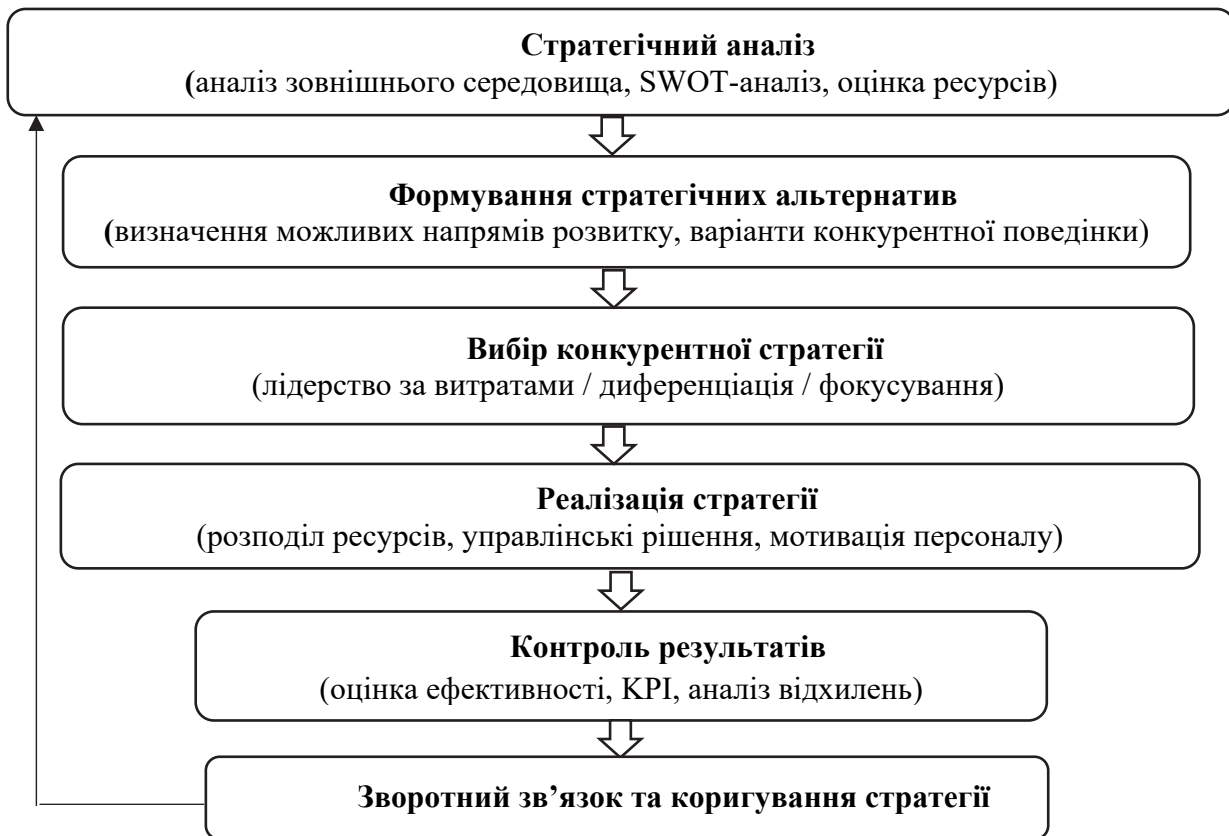 Стратегічний аналіз
(аналіз зовнішнього середовища, SWOT-аналіз, оцінка ресурсів)
Формування стратегічних альтернатив
(визначення можливих напрямів розвитку, варіанти конкурентної поведінки)
Вибір конкурентної стратегії
(лідерство за витратами / диференціація / фокусування)
Реалізація стратегії
(розподіл ресурсів, управлінські рішення, мотивація персоналу)
Контроль результатів
(оцінка ефективності, KPI, аналіз відхилень)
Зворотний зв’язок та коригування стратегії